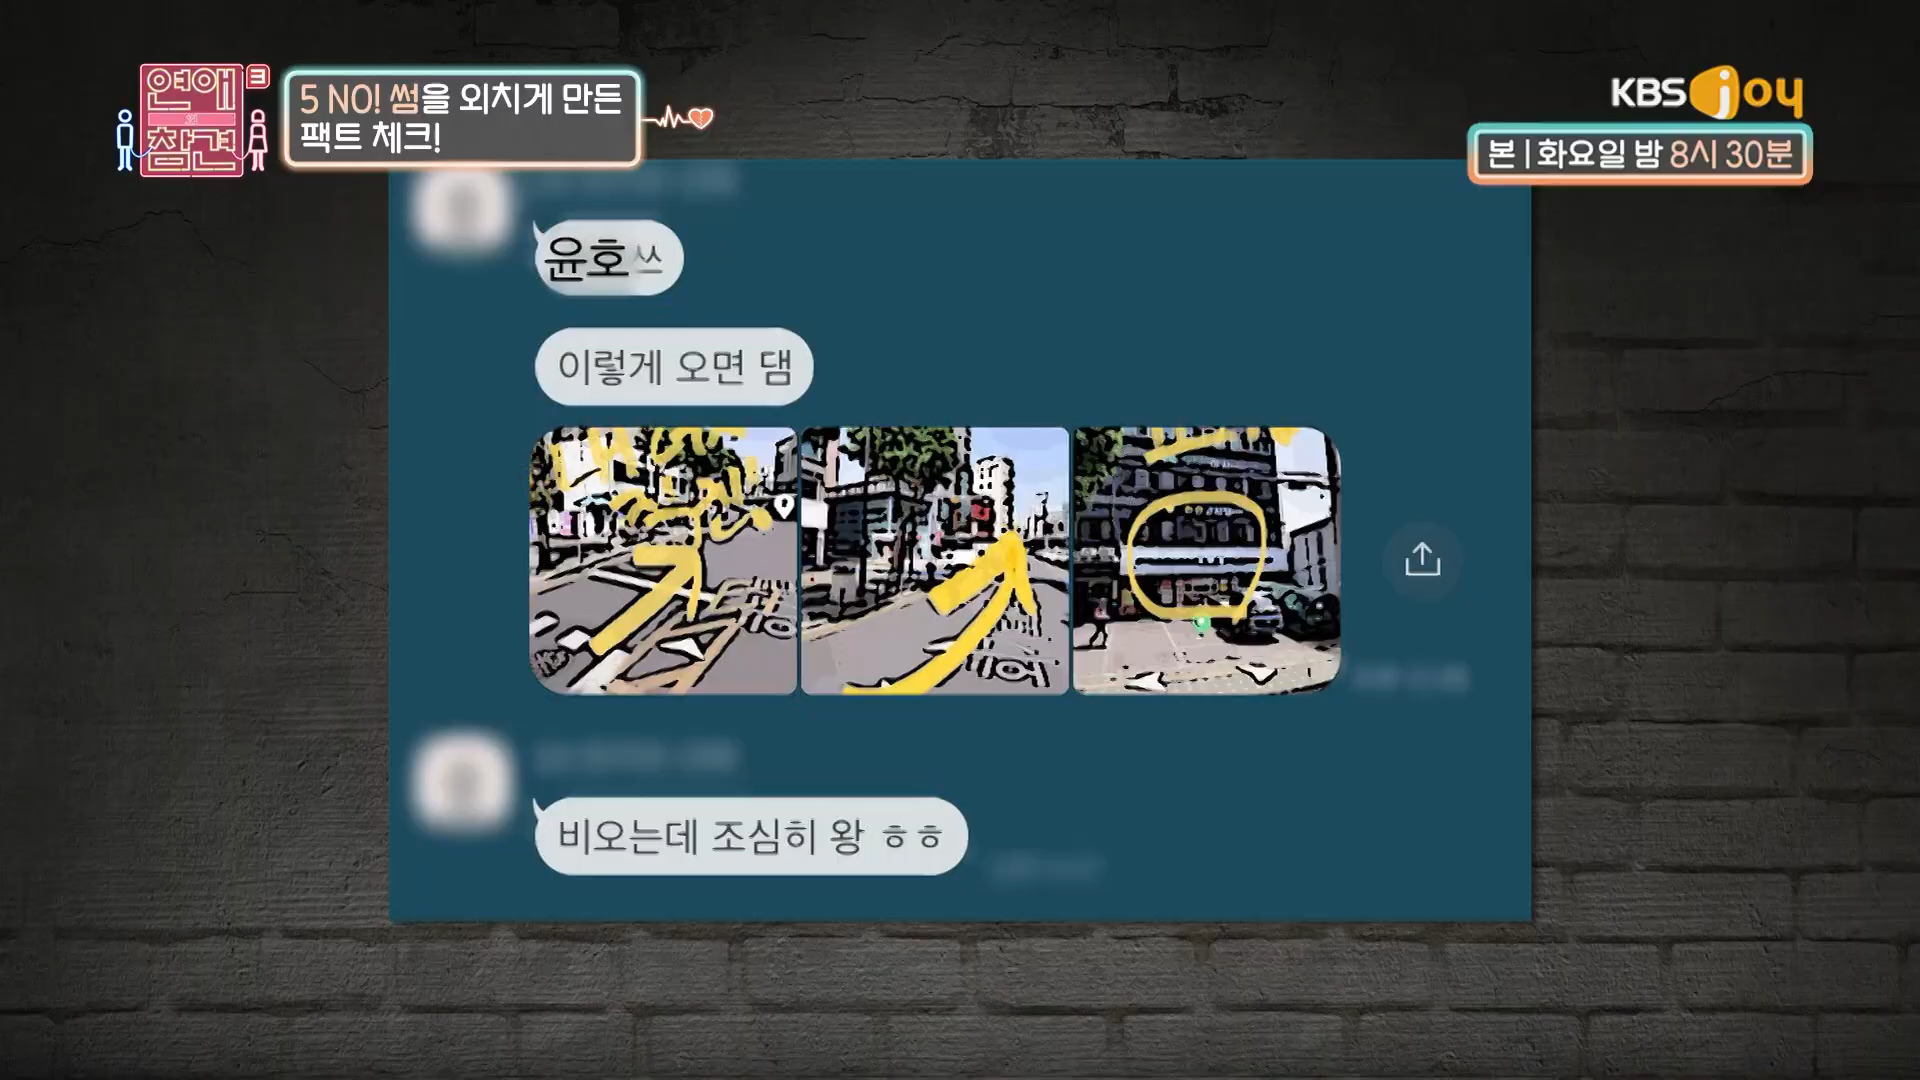 연애의 참견 3
5 NO! 썸을 외치게 만든
팩트 체크!
KBS joy
본 | 화요일 밤 8시 30분
윤호쓰
이렇게 오면 댐
비오는데 조심히 왕 ㅎㅎ